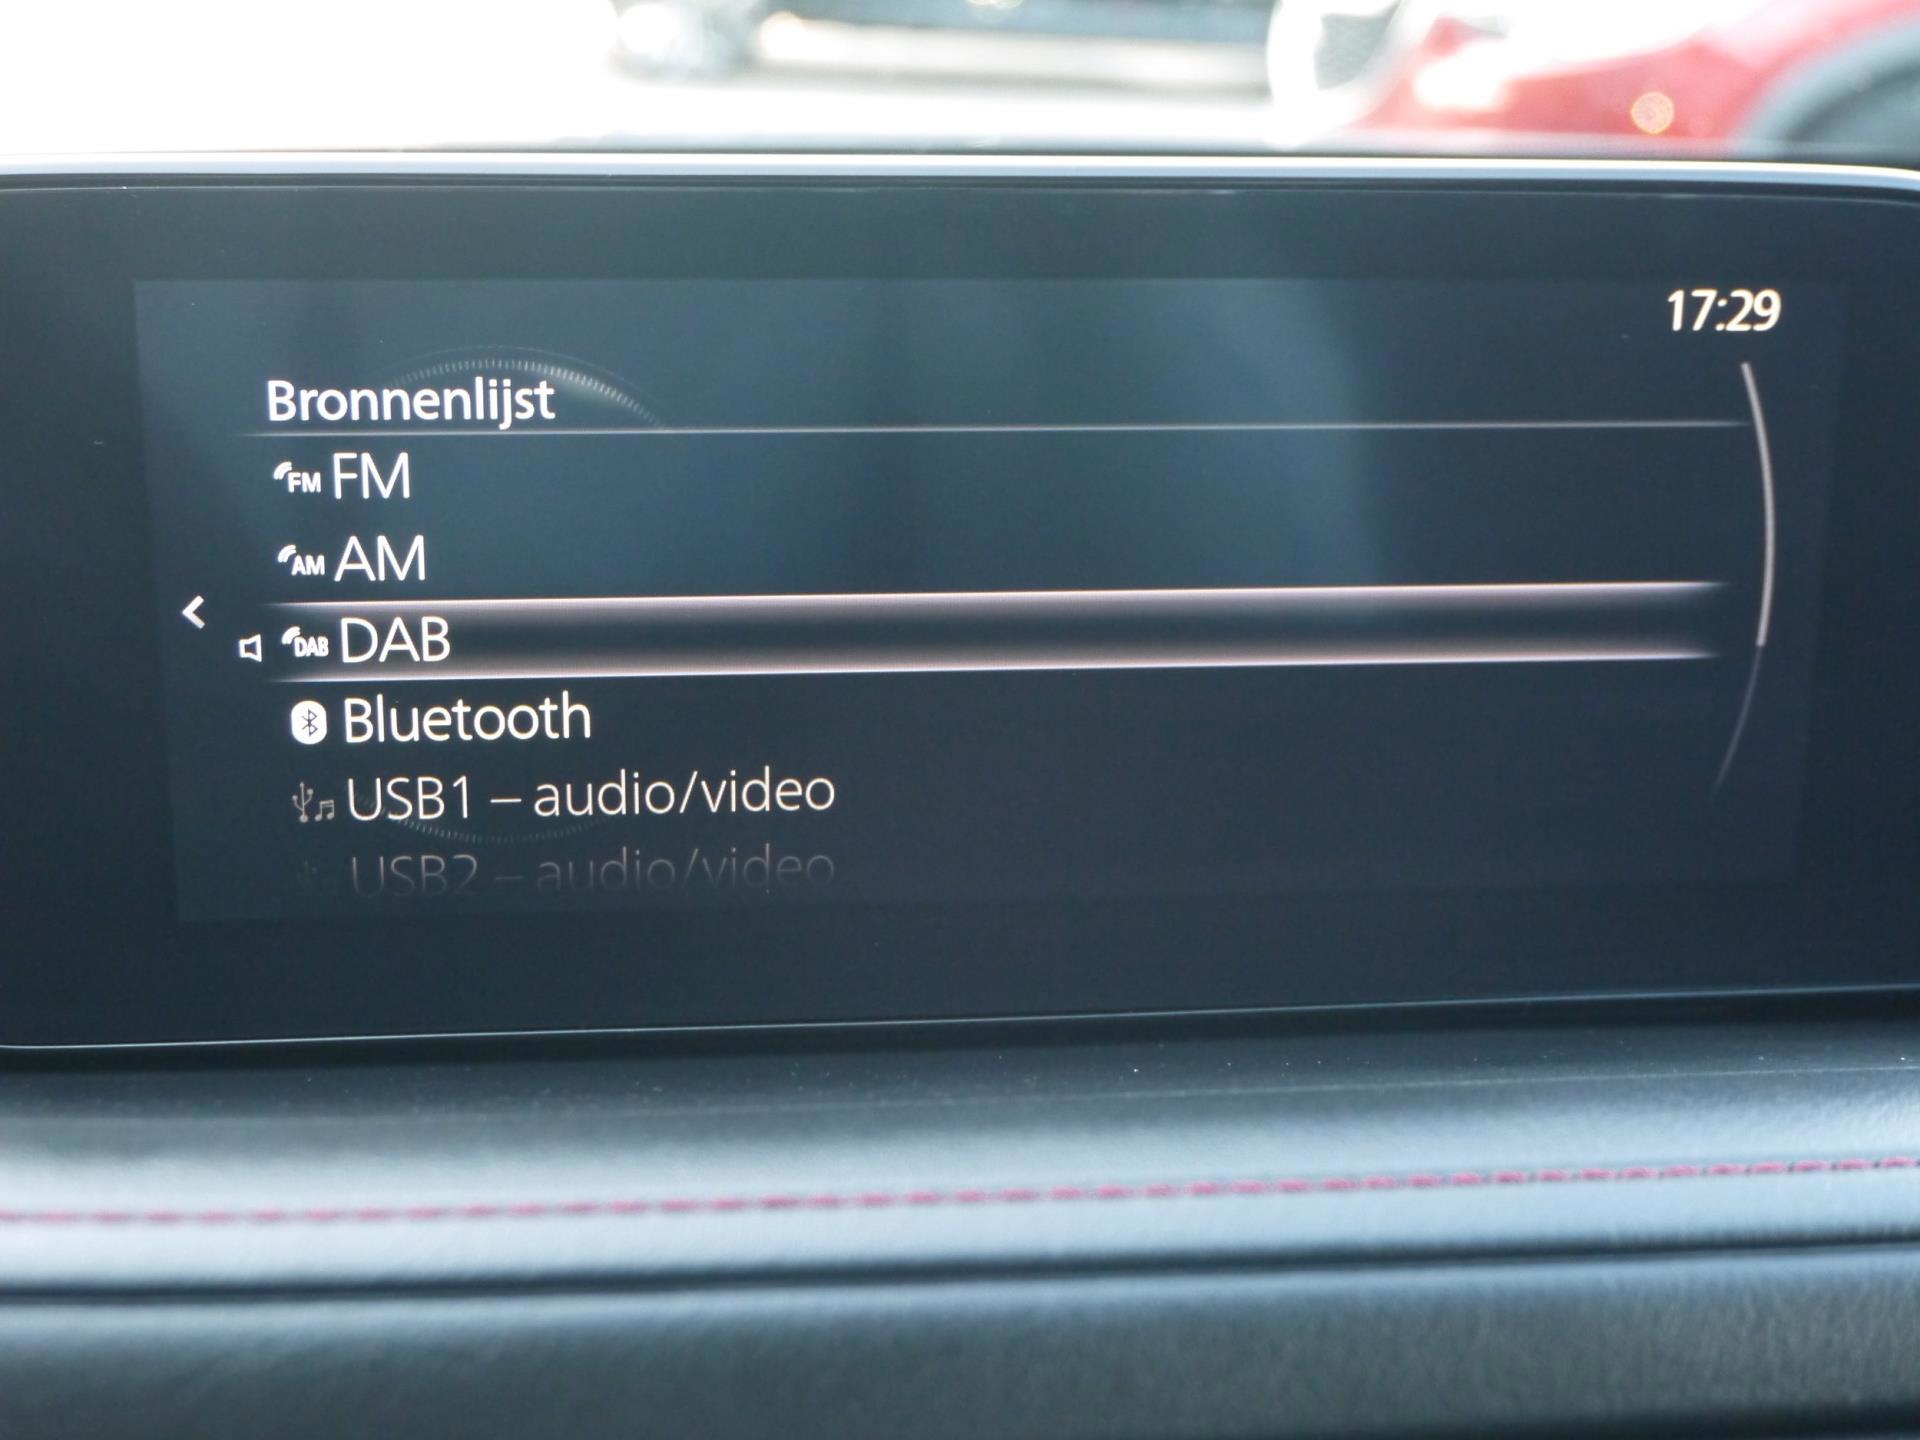 17:29
Bronnenlijst
FM FM
AM AM
DAB DAB
Bluetooth
USB1 – audio/video
USB2 – audio/video